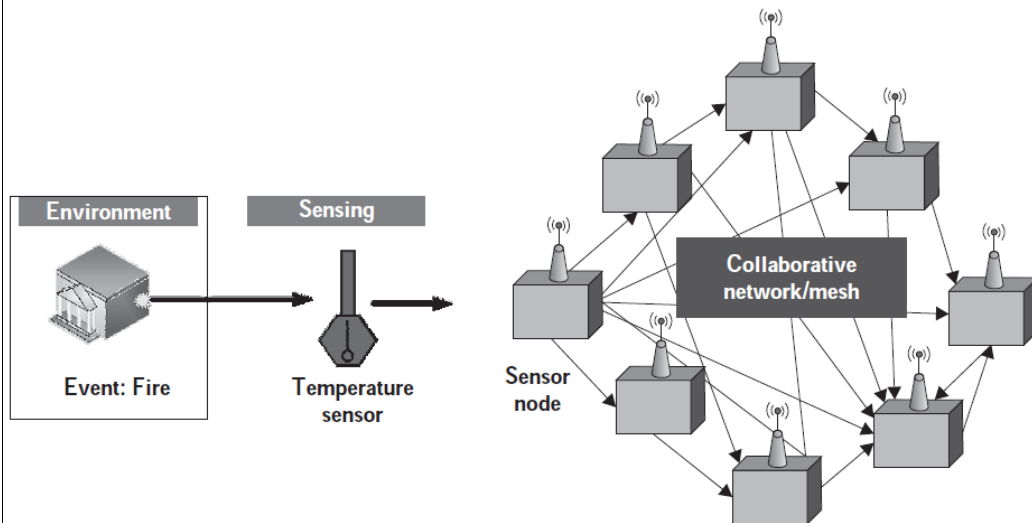 Environment
Event: Fire
Sensing
Temperature
sensor
Sensor
node
Collaborative
network/mesh